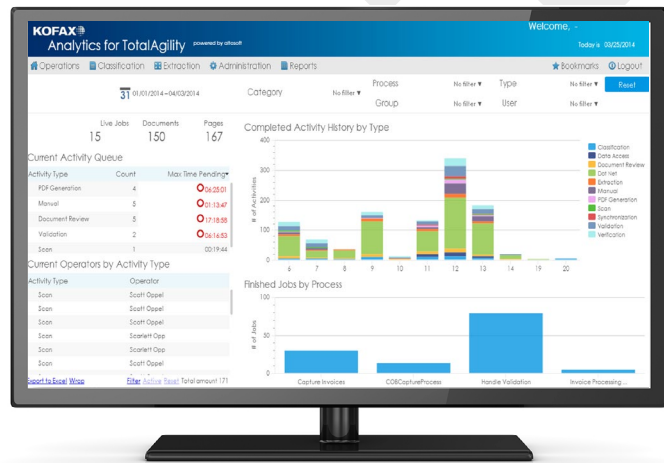 KOFAX
Analytics for TotalAgility powered by altosoft
Welcome, -
Today is 03/25/2014
Operations Classification Extraction Administration Reports Bookmarks Logout
31 01/01/2014 - 04/03/2014
Category No filter ▼ Process No filter ▼ Type No filter ▼ Reset
Group No filter ▼ User No filter ▼
Live Jobs Documents Pages
15 150 167
Current Activity Queue
Activity Type Count Max Time Pending▼
PDF Generation 4 06:25:01
Manual 5 01:13:47
Document Review 5 17:18:58
Validation 2 06:16:53
Scan 1 00:19:44
Current Operators by Activity Type
Activity Type Operator
Scan Scott Oppel
Scan Scott Oppel
Scan Scott Oppel
Scan Scarlett Opp
Scan Scarlett Opp
Scan Scott Oppel
Export to Excel Wrap Filter Active Reset Total amount 171
Completed Activity History by Type
# of Activities
400
300
200
100
0
6 7 8 9 10 11 12 13 14 19 20
Classification
Data Access
Document Review
Dot Net
Extraction
Manual
PDF Generation
Scan
Synchronization
Validation
Verification
Finished Jobs by Process
# of Jobs
100
50
0
Capture Invoices COBCaptureProcess Handle Validation Invoice Processing ...